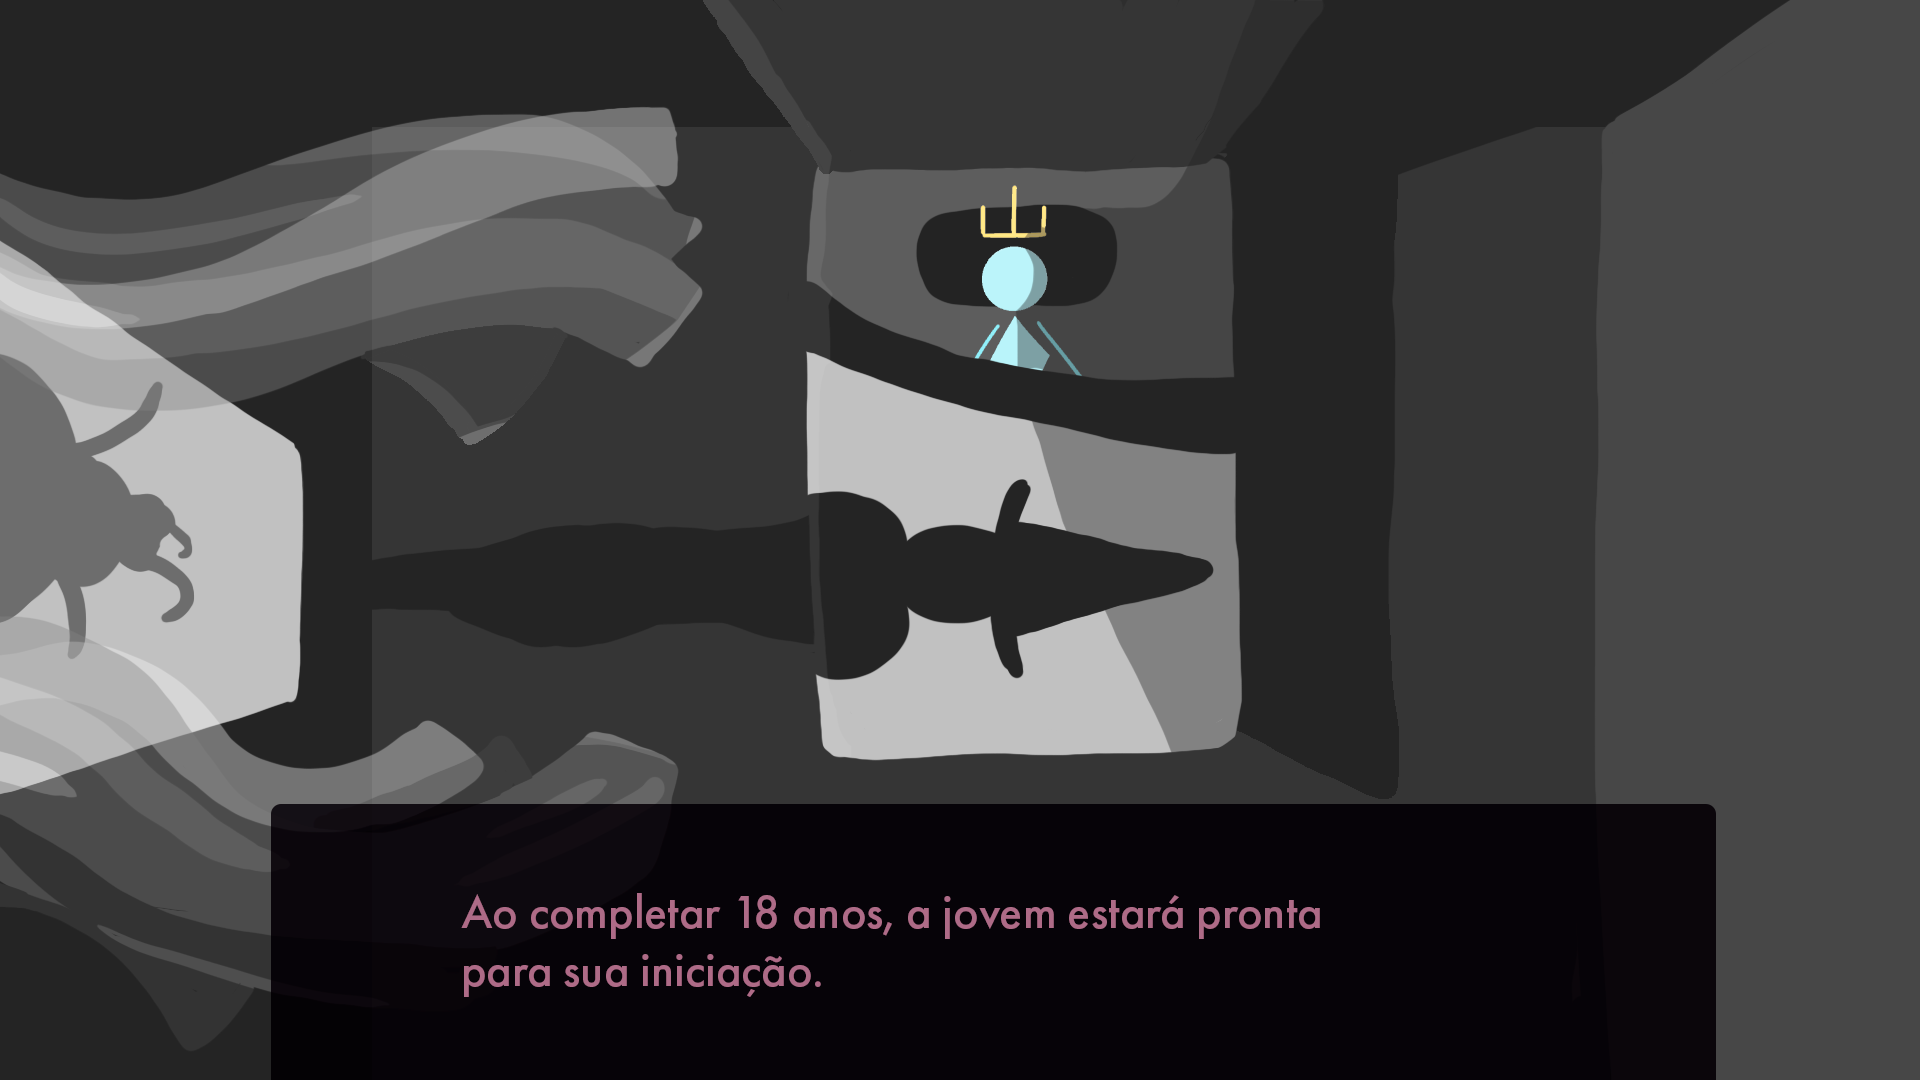 Ao completar 18 anos, a jovem estará pronta
para sua iniciação.